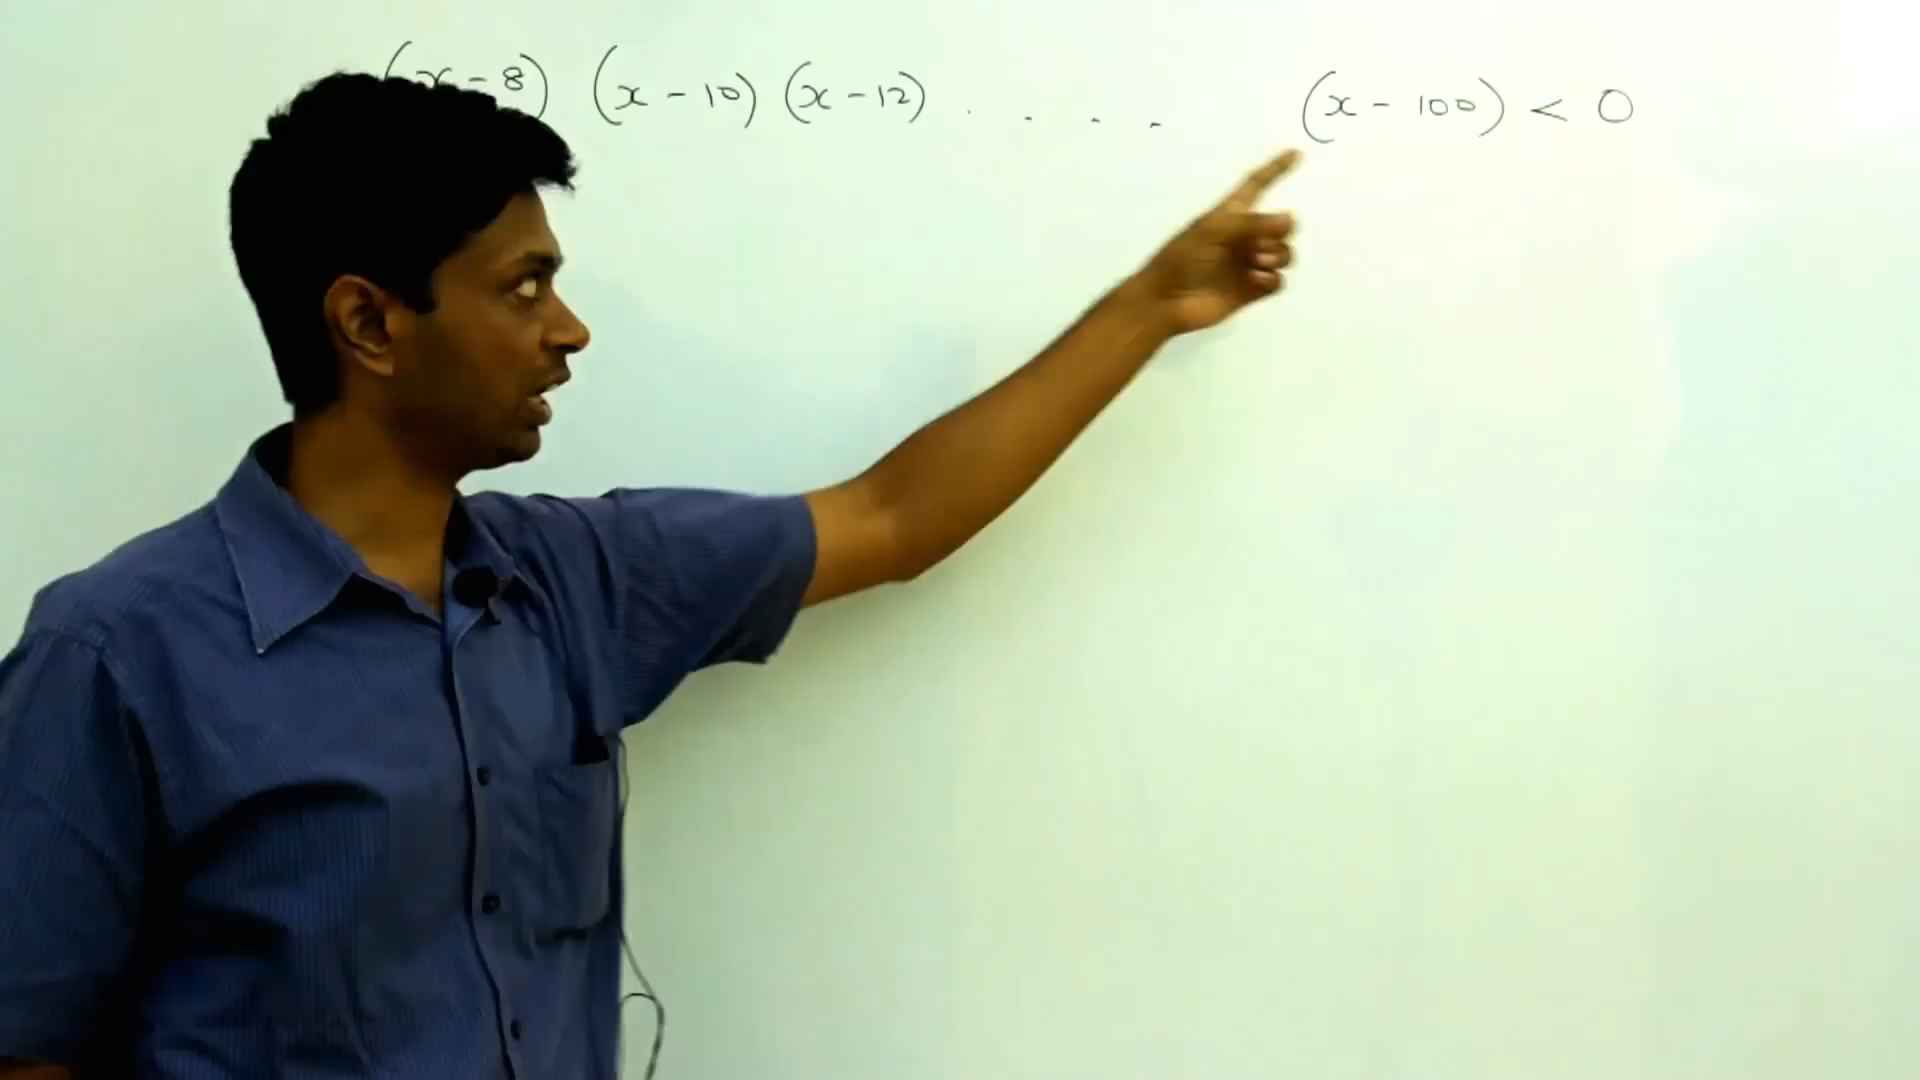 (x - 8) (x - 10) (x - 12) . . . . (x - 100) < 0